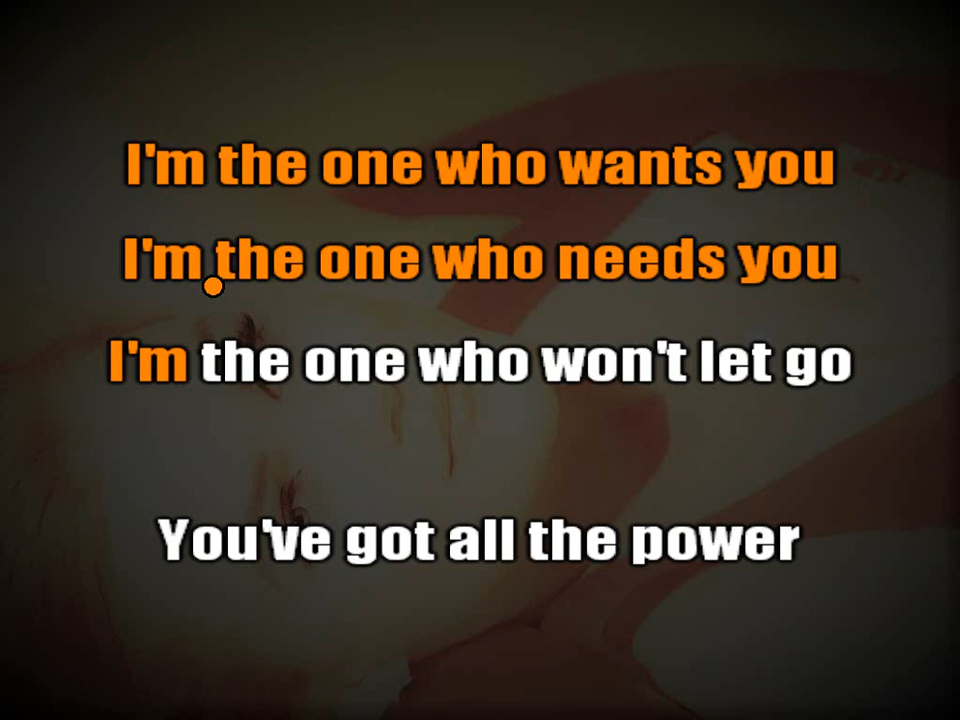 I'm the one who wants you
I'm the one who needs you
I'm the one who won't let go
You've got all the power